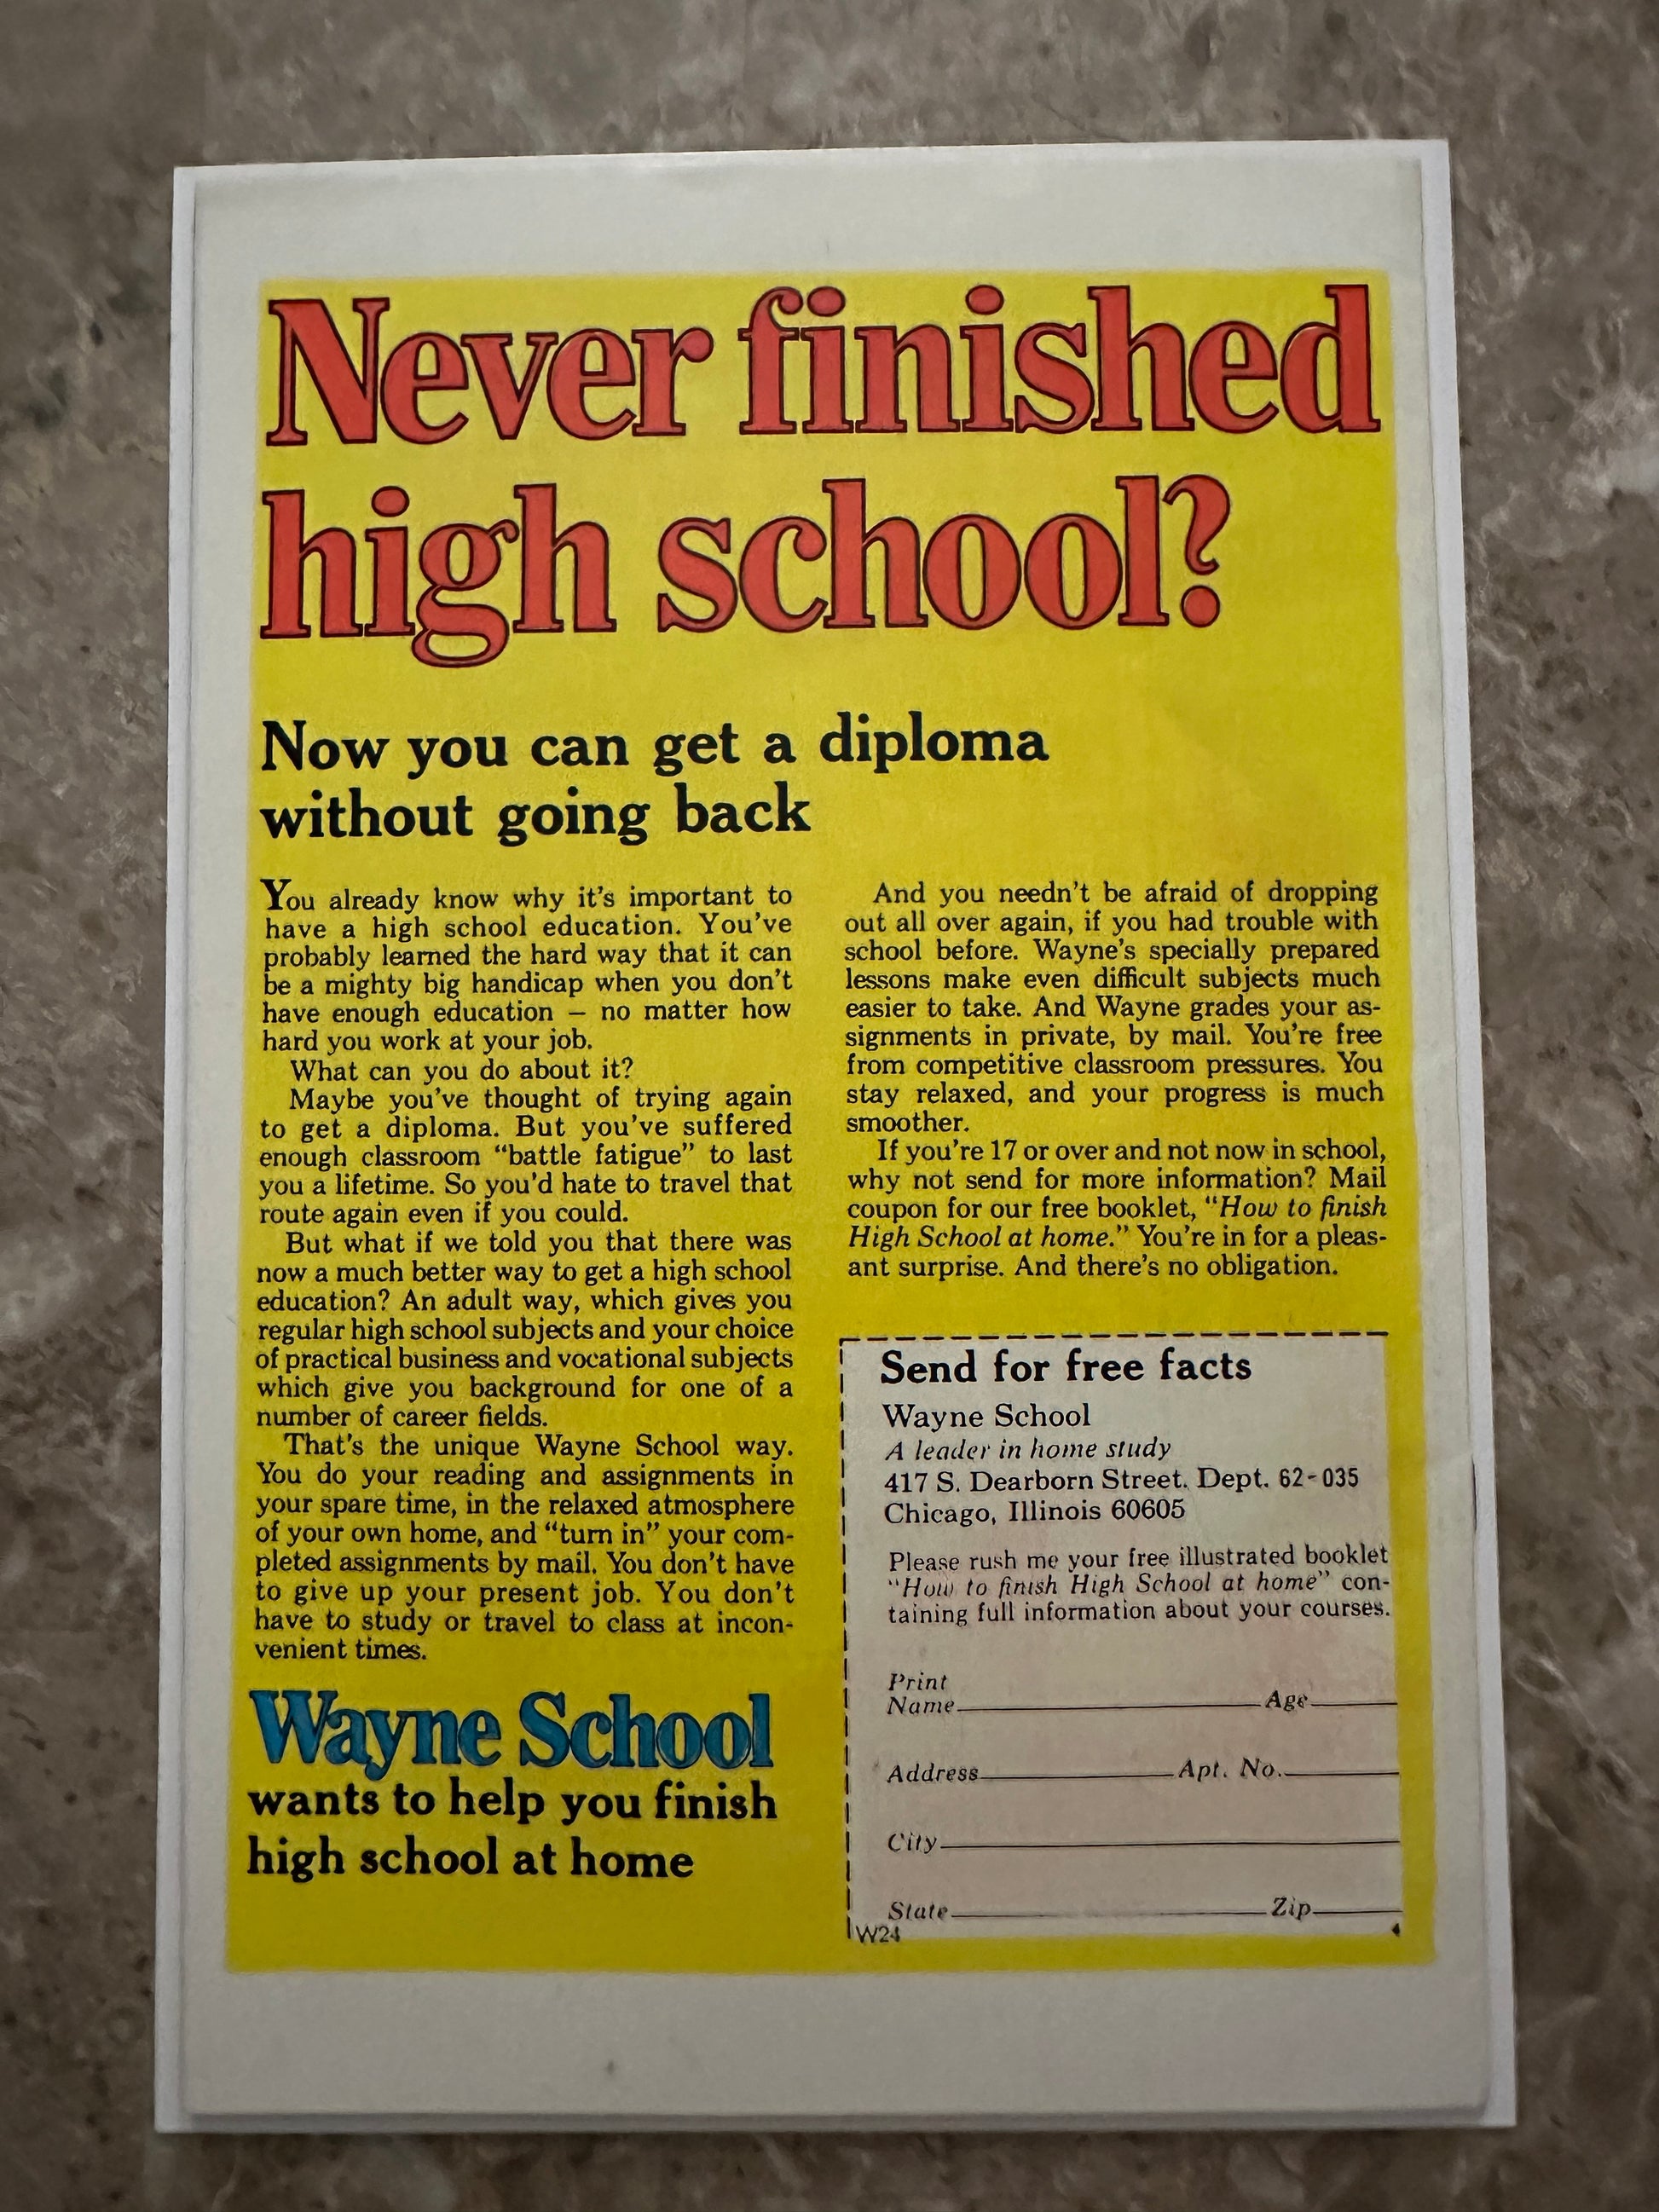 Never finished
high school?
Now you can get a diploma
without going back
You already know why it's important to
have a high school education. You've
probably learned the hard way that it can
be a mighty big handicap when you don't
have enough education – no matter how
hard you work at your job.
What can you do about it?
Maybe you've thought of trying again
to get a diploma. But you've suffered
enough classroom "battle fatigue" to last
you a lifetime. So you'd hate to travel that
route again even if you could.
But what if we told you that there was
now a much better way to get a high school
education? An adult way, which gives you
regular high school subjects and your choice
of practical business and vocational subjects
which give you background for one of a
number of career fields.
That's the unique Wayne School way.
You do your reading and assignments in
your spare time, in the relaxed atmosphere
of your own home, and "turn in" your com-
pleted assignments by mail. You don't have
to give up your present job. You don't
have to study or travel to class at incon-
venient times.
Wayne School
wants to help you finish
high school at home
And you needn't be afraid of dropping
out all over again, if you had trouble with
school before. Wayne's specially prepared
lessons make even difficult subjects much
easier to take. And Wayne grades your as-
signments in private, by mail. You're free
from competitive classroom pressures. You
stay relaxed, and your progress is much
smoother.
If you're 17 or over and not now in school,
why not send for more information? Mail
coupon for our free booklet, "How to finish
High School at home." You're in for a pleas-
ant surprise. And there's no obligation.
Send for free facts
Wayne School
A leader in home study
417 S. Dearborn Street, Dept. 62-035
Chicago, Illinois 60605
Please rush me your free illustrated booklet
"How to finish High School at home" con-
taining full information about your courses.
Print
Name Age
Address Apt. No.
City
State Zip
W24